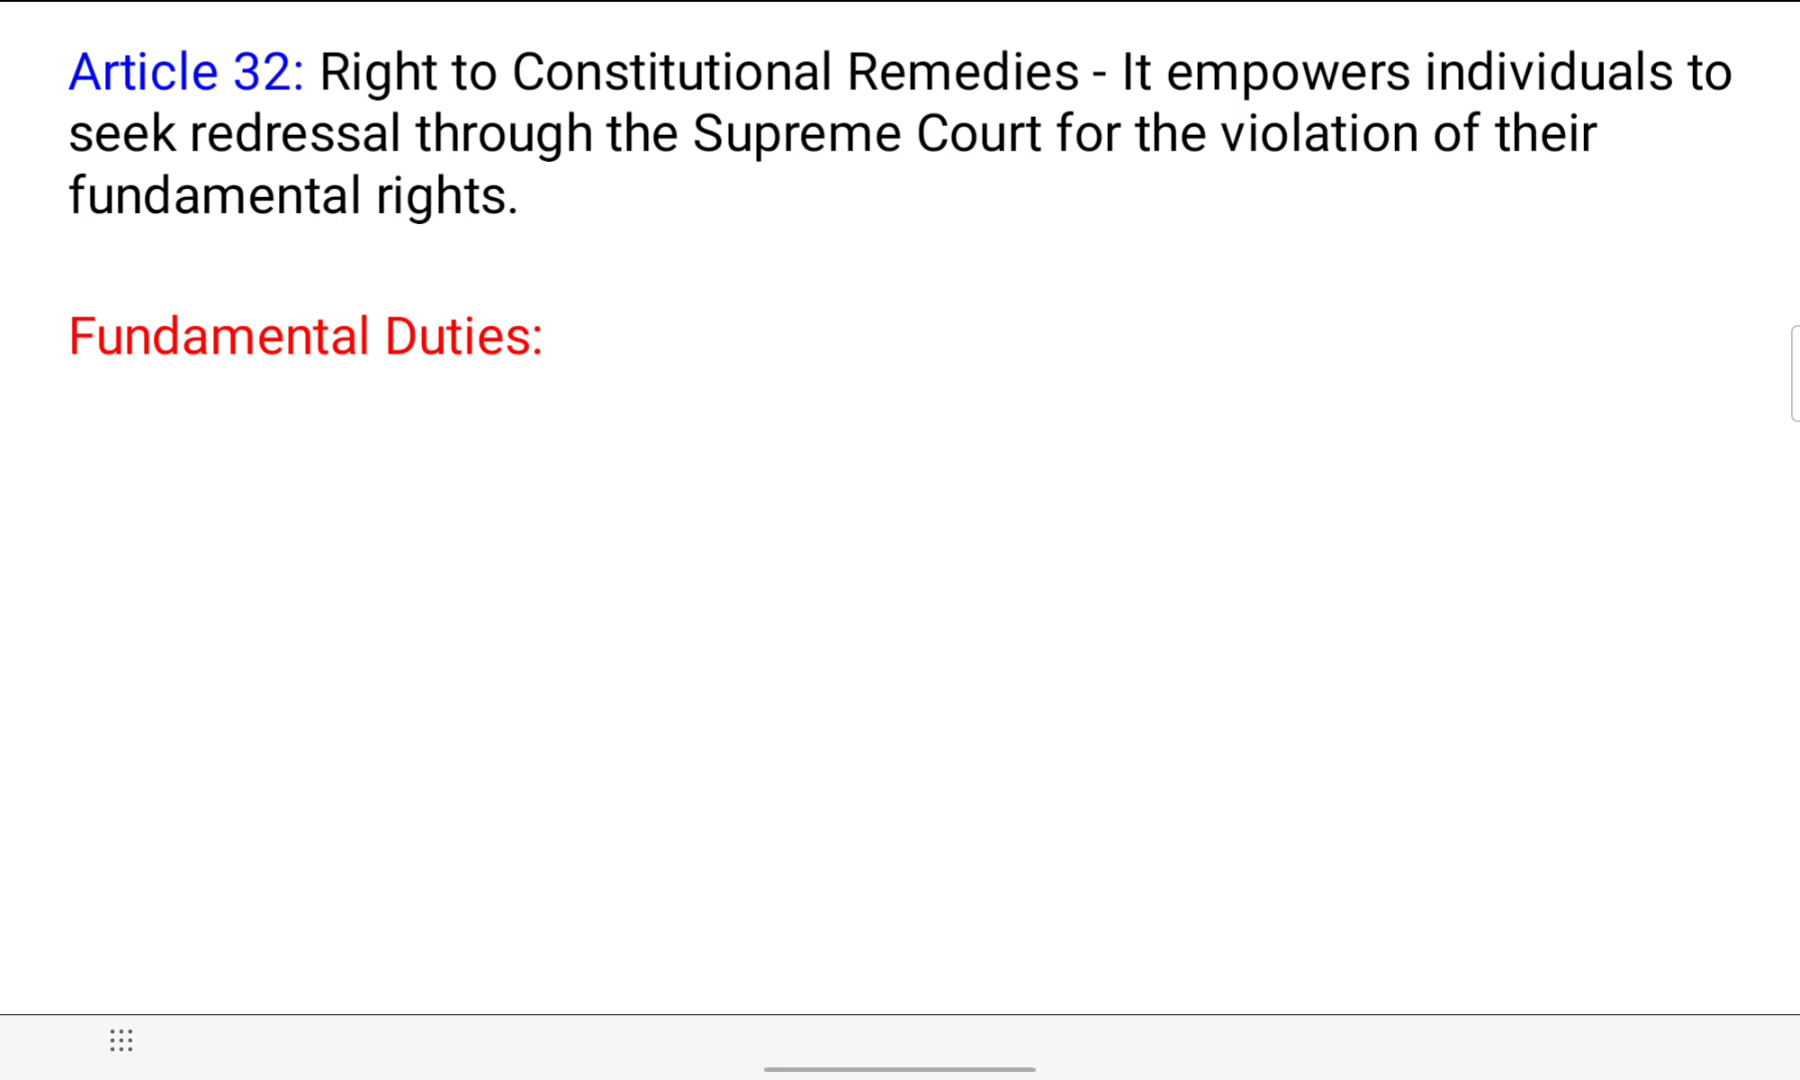 Article 32: Right to Constitutional Remedies - It empowers individuals to
seek redressal through the Supreme Court for the violation of their
fundamental rights.
Fundamental Duties: